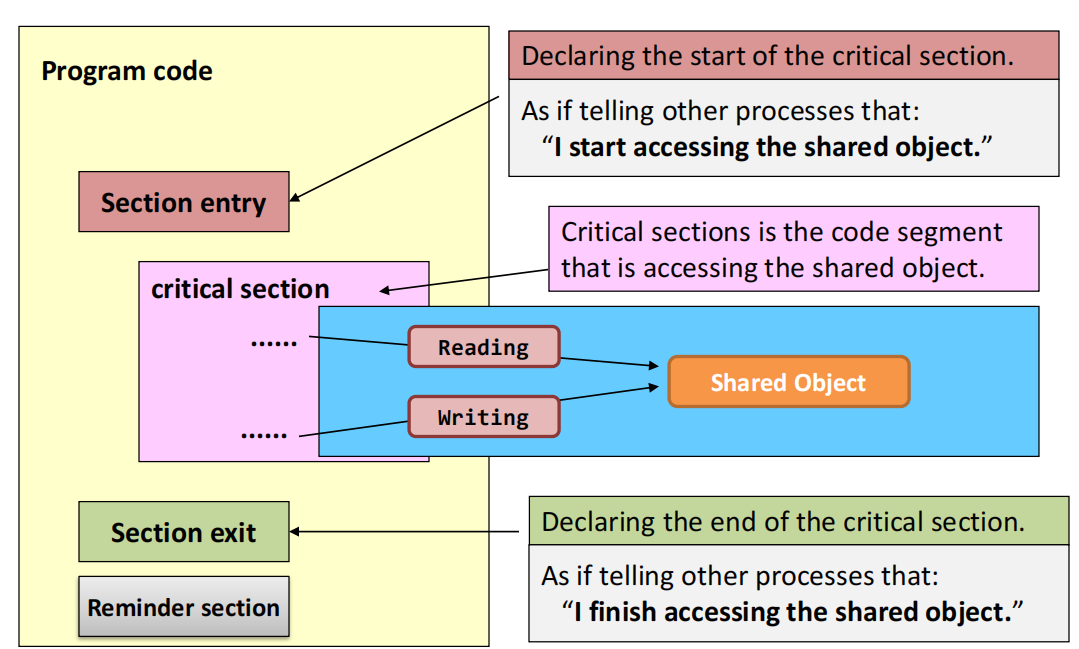 Program code
Declaring the start of the critical section.
As if telling other processes that:
“I start accessing the shared object.”
Section entry
Critical sections is the code segment
that is accessing the shared object.
critical section
......
Reading
Shared Object
Writing
......
Section exit
Declaring the end of the critical section.
As if telling other processes that:
“I finish accessing the shared object.”
Reminder section